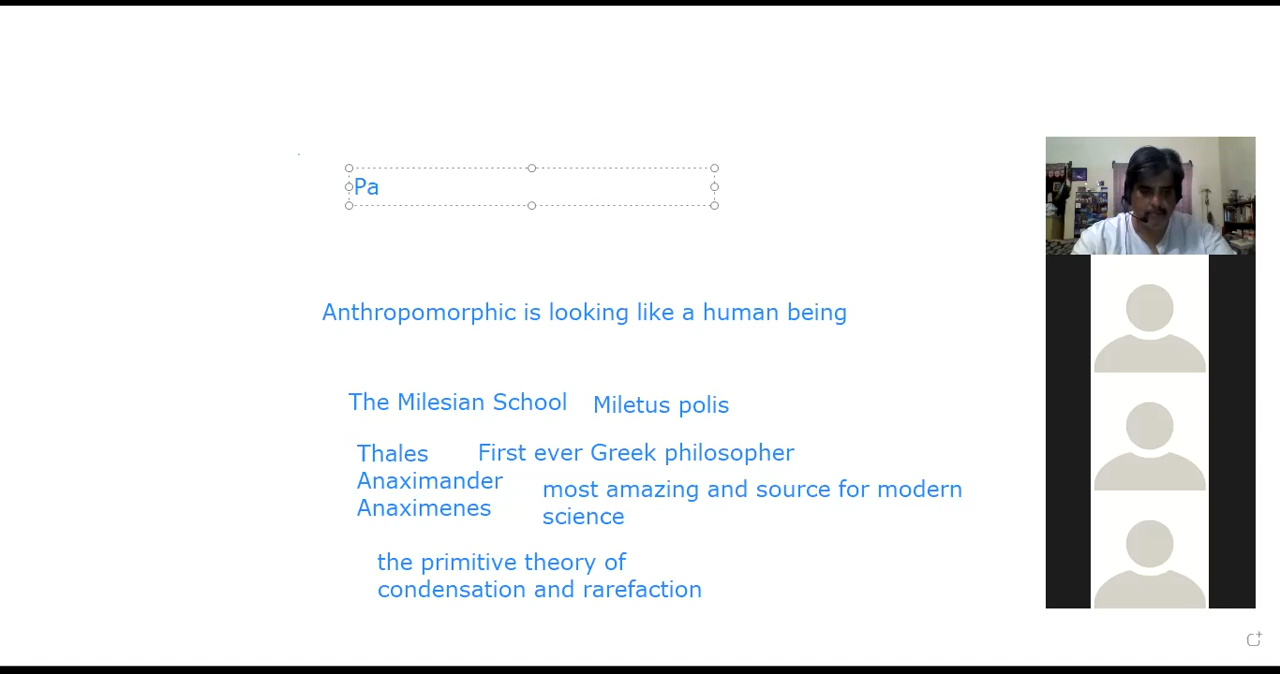 Pa
Anthropomorphic is looking like a human being
The Milesian School
Miletus polis
Thales
First ever Greek philosopher
Anaximander
Anaximenes
most amazing and source for modern
science
the primitive theory of
condensation and rarefaction